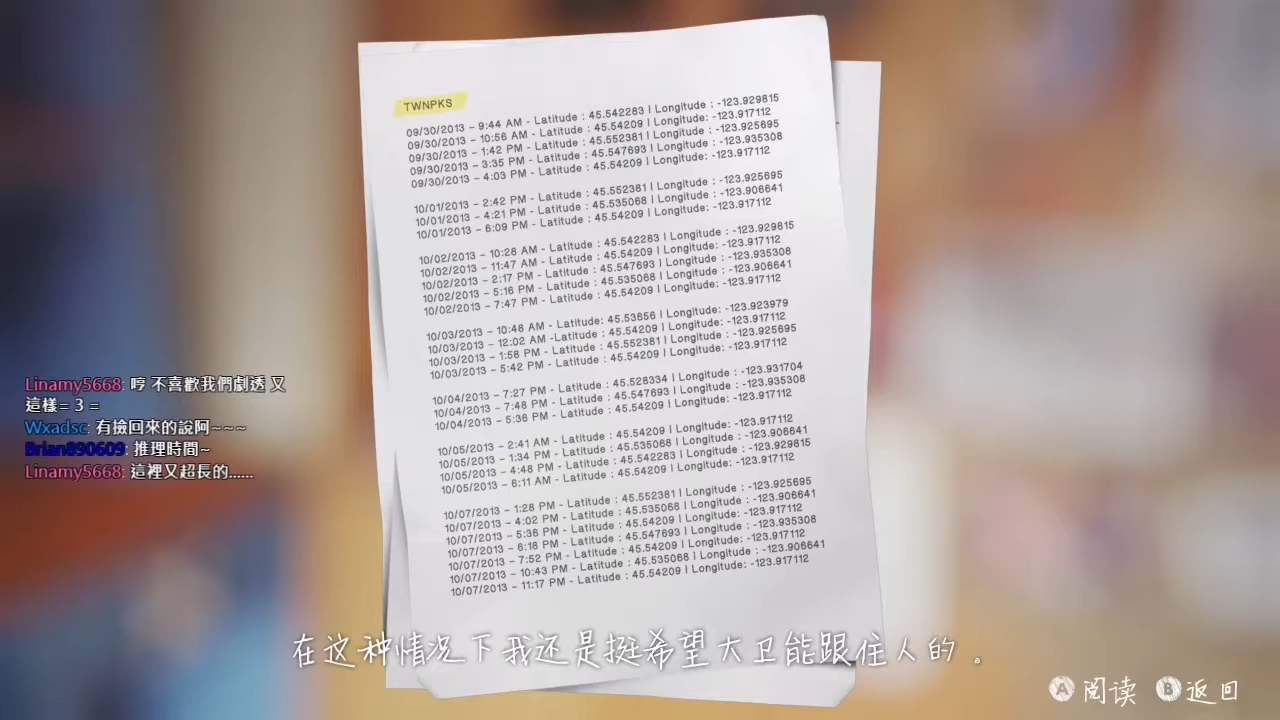 TWNPKS
09/30/2013 – 9:44 AM - Latitude : 45.542283 | Longitude : -123.929815
09/30/2013 – 10:56 AM - Latitude : 45.54209 | Longitude: -123.917112
09/30/2013 – 1:42 PM - Latitude : 45.552381 | Longitude : -123.925695
09/30/2013 – 3:35 PM - Latitude : 45.547693 | Longitude : -123.935308
09/30/2013 – 4:03 PM - Latitude : 45.54209 | Longitude: -123.917112
10/01/2013 – 2:42 PM - Latitude : 45.552381 | Longitude : -123.925695
10/01/2013 – 4:21 PM - Latitude : 45.535068 | Longitude : -123.906641
10/01/2013 – 6:09 PM - Latitude : 45.54209 | Longitude: -123.917112
10/02/2013 – 10:28 AM - Latitude : 45.542283 | Longitude : -123.929815
10/02/2013 – 11:47 AM - Latitude : 45.54209 | Longitude: -123.917112
10/02/2013 – 2:17 PM - Latitude : 45.547693 | Longitude : -123.935308
10/02/2013 – 5:16 PM - Latitude : 45.535068 | Longitude : -123.906641
10/02/2013 – 7:47 PM - Latitude : 45.54209 | Longitude: -123.917112
10/03/2013 – 10:48 AM - Latitude: 45.53656 | Longitude: -123.923979
10/03/2013 – 12:02 AM -Latitude : 45.54209 | Longitude: -123.917112
10/03/2013 – 1:58 PM - Latitude : 45.552381 | Longitude : -123.925695
10/03/2013 – 5:42 PM - Latitude : 45.54209 | Longitude: -123.917112
10/04/2013 – 7:27 PM - Latitude : 45.528334 | Longitude : -123.931704
10/04/2013 – 7:48 PM - Latitude : 45.547693 | Longitude : -123.935308
10/04/2013 – 5:36 PM - Latitude : 45.54209 | Longitude: -123.917112
10/05/2013 – 2:41 AM - Latitude : 45.54209 | Longitude: -123.917112
10/05/2013 – 1:34 PM - Latitude : 45.535068 | Longitude : -123.906641
10/05/2013 – 4:48 PM - Latitude : 45.542283 | Longitude : -123.929815
10/05/2013 – 6:11 AM - Latitude : 45.54209 | Longitude: -123.917112
10/07/2013 – 1:28 PM - Latitude : 45.552381 | Longitude : -123.925695
10/07/2013 – 4:02 PM - Latitude : 45.535068 | Longitude : -123.906641
10/07/2013 – 5:36 PM - Latitude : 45.54209 | Longitude: -123.917112
10/07/2013 – 6:18 PM - Latitude : 45.547693 | Longitude : -123.935308
10/07/2013 – 7:52 PM - Latitude : 45.54209 | Longitude: -123.917112
10/07/2013 – 10:43 PM - Latitude : 45.535068 | Longitude : -123.906641
10/07/2013 – 11:17 PM - Latitude : 45.54209 | Longitude: -123.917112
Linamy5668: 哼 不喜歡我們劇透 又
這樣= 3 =
Wxadsc: 有撿回來的說阿~~~
Brian890609: 推理時間~
Linamy5668: 這裡又超長的......
在这种情况下我还是挺希望大卫能跟住人的 。
A 阅读 B 返回